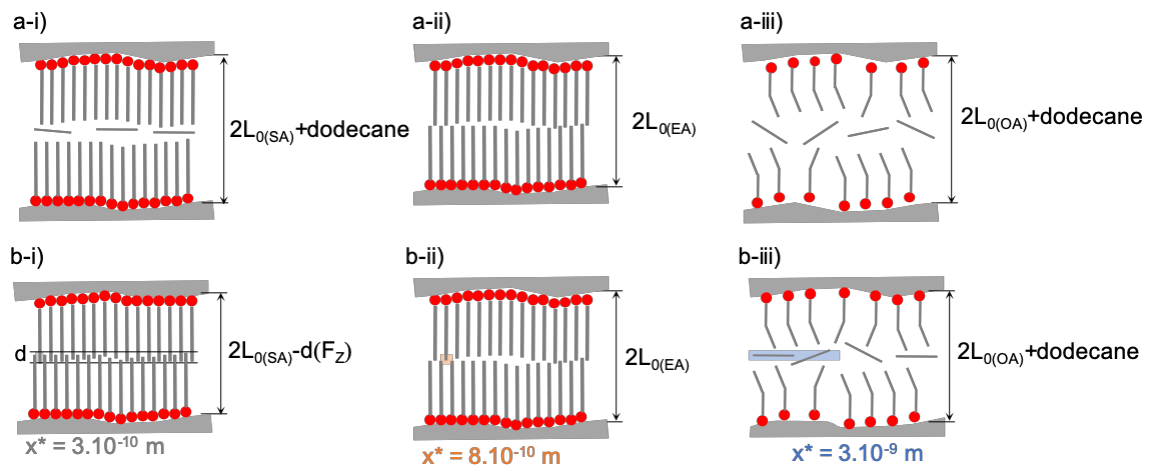 a-i)
a-ii)
a-iii)
2L0(SA)+dodecane
2L0(EA)
2L0(OA)+dodecane
b-i)
b-ii)
b-iii)
d
2L0(SA)-d(FZ)
2L0(EA)
2L0(OA)+dodecane
x* = 3.10-10 m
x* = 8.10-10 m
x* = 3.10-9 m